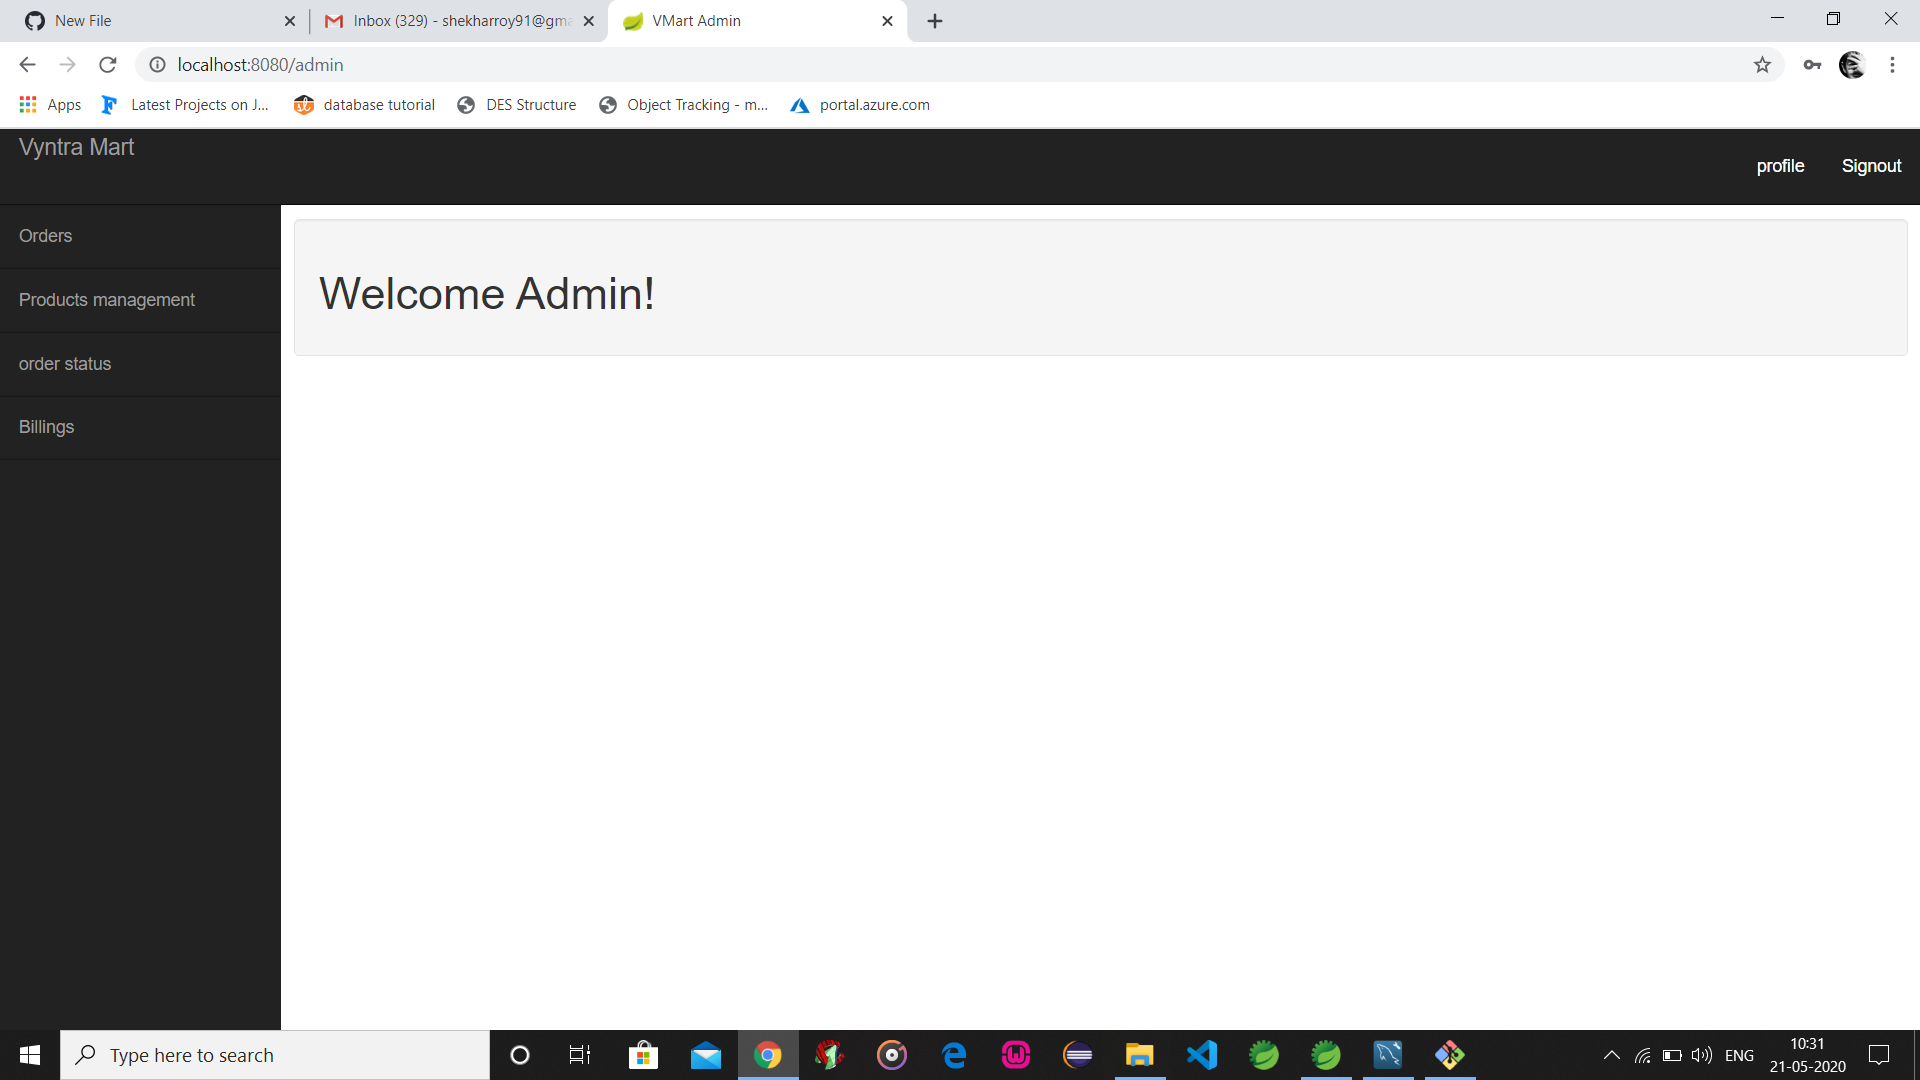 New File
Inbox (329) - shekharroy91@gma
VMart Admin
localhost:8080/admin
Apps
Latest Projects on J...
database tutorial
DES Structure
Object Tracking - m...
portal.azure.com
Vyntra Mart
profile
Signout
Orders
Products management
order status
Billings
Welcome Admin!
Type here to search
ENG
10:31
21-05-2020